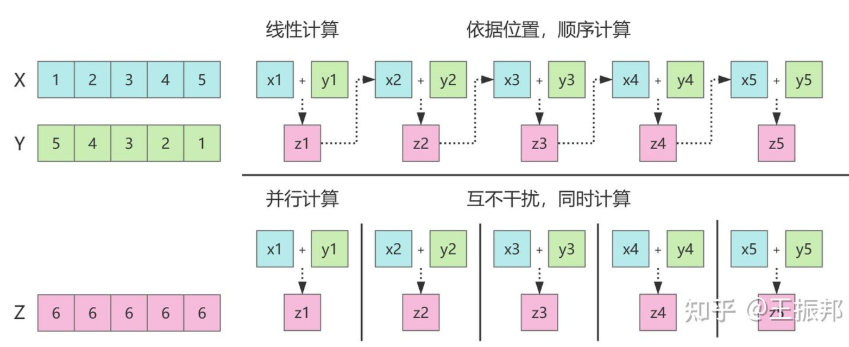 线性计算 依据位置，顺序计算
X 1 2 3 4 5 x1 + y1 x2 + y2 x3 + y3 x4 + y4 x5 + y5
Y 5 4 3 2 1 z1 z2 z3 z4 z5
并行计算 互不干扰，同时计算
x1 + y1 x2 + y2 x3 + y3 x4 + y4 x5 + y5
Z 6 6 6 6 6 z1 z2 z3 z4 z5
知乎 @王振邦